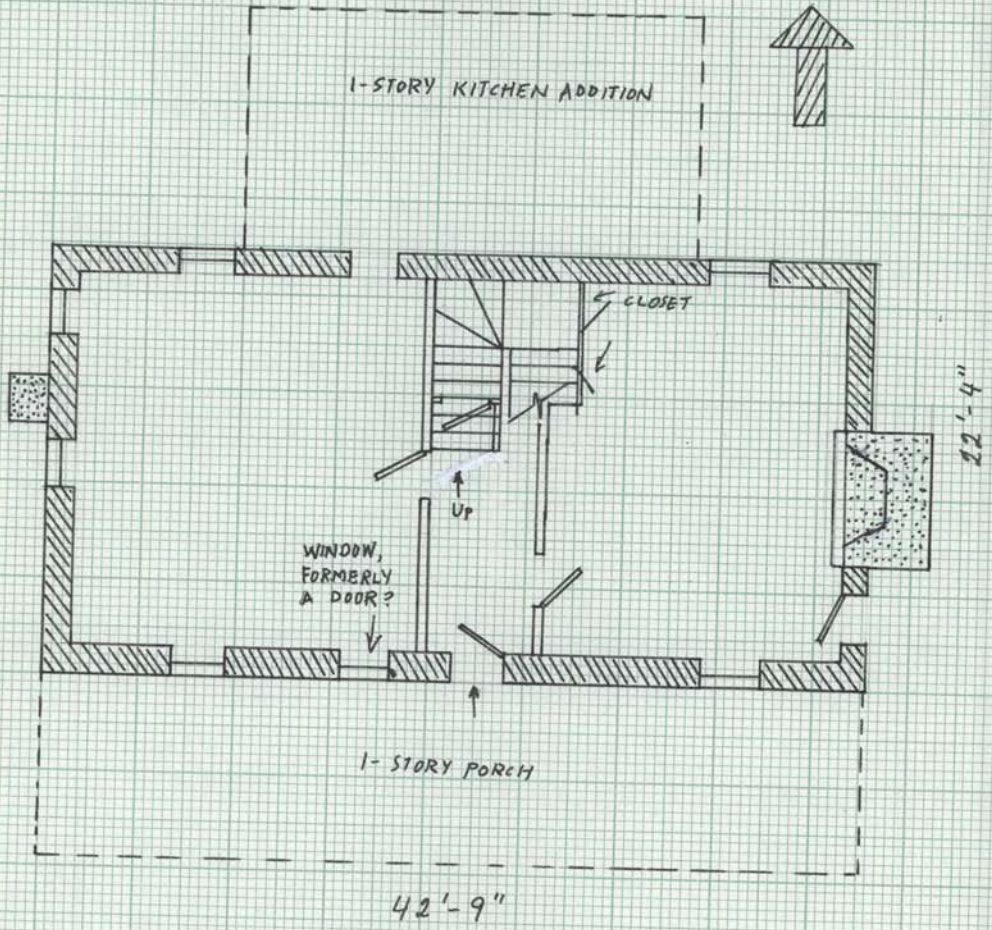 1-STORY KITCHEN ADDITION
CLOSET
22'-4"
UP
WINDOW,
FORMERLY
A DOOR?
1-STORY PORCH
42'-9"